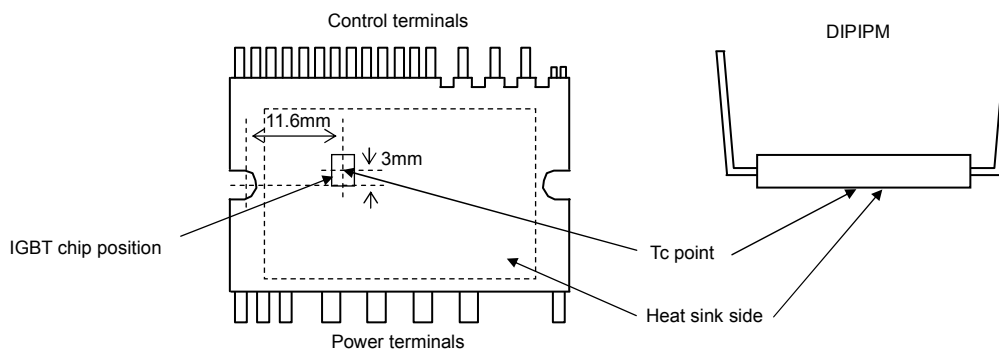 Control terminals
DIPIPM
11.6mm
3mm
IGBT chip position
Tc point
Heat sink side
Power terminals